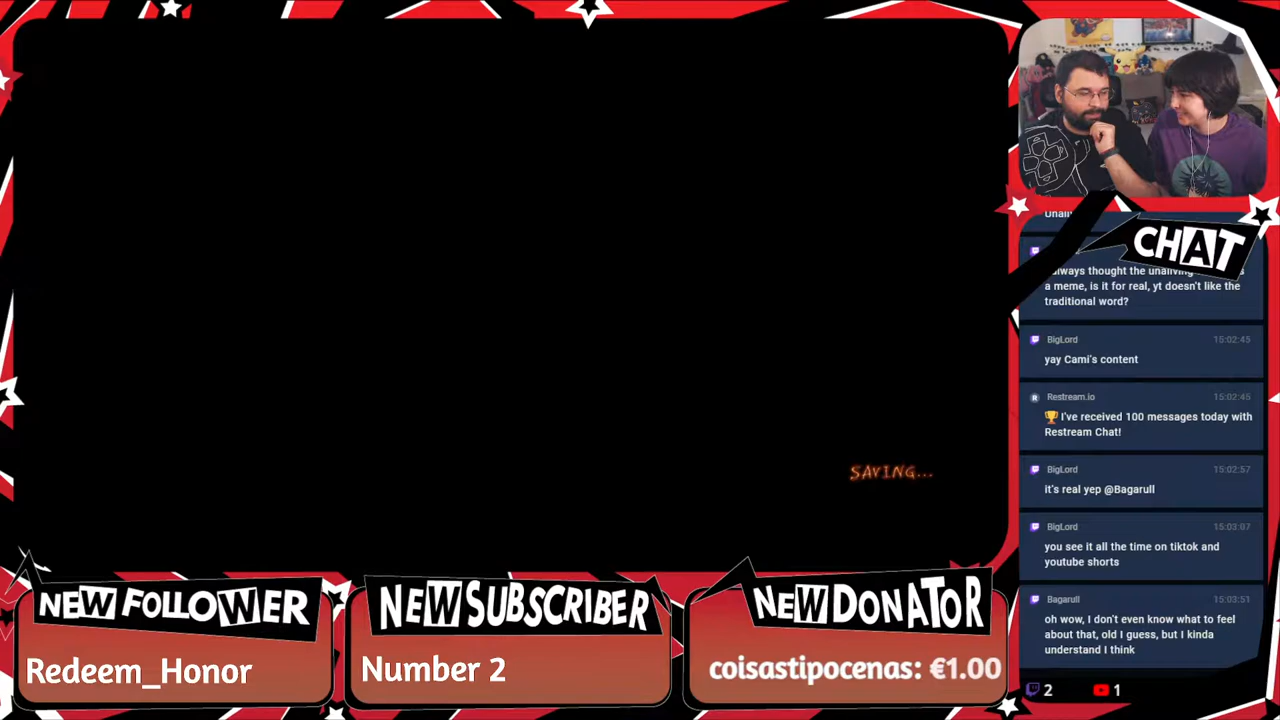 SAVING...
CHAT
always thought the
a meme, is it for real, yt doesn't like the
traditional word?
BigLord 15:02:45
yay Cami's content
Restream.io 15:02:45
🏆I've received 100 messages today with
Restream Chat!
BigLord 15:02:57
it's real yep @Bagarull
BigLord 15:03:07
you see it all the time on tiktok and
youtube shorts
Bagarull 15:03:51
oh wow, I don't even know what to feel
about that, old I guess, but I kinda
understand I think
2 1
NEW FOLLOWER
Redeem_Honor
NEW SUBSCRIBER
Number 2
NEW DONATOR
coisastipocenas: €1.00